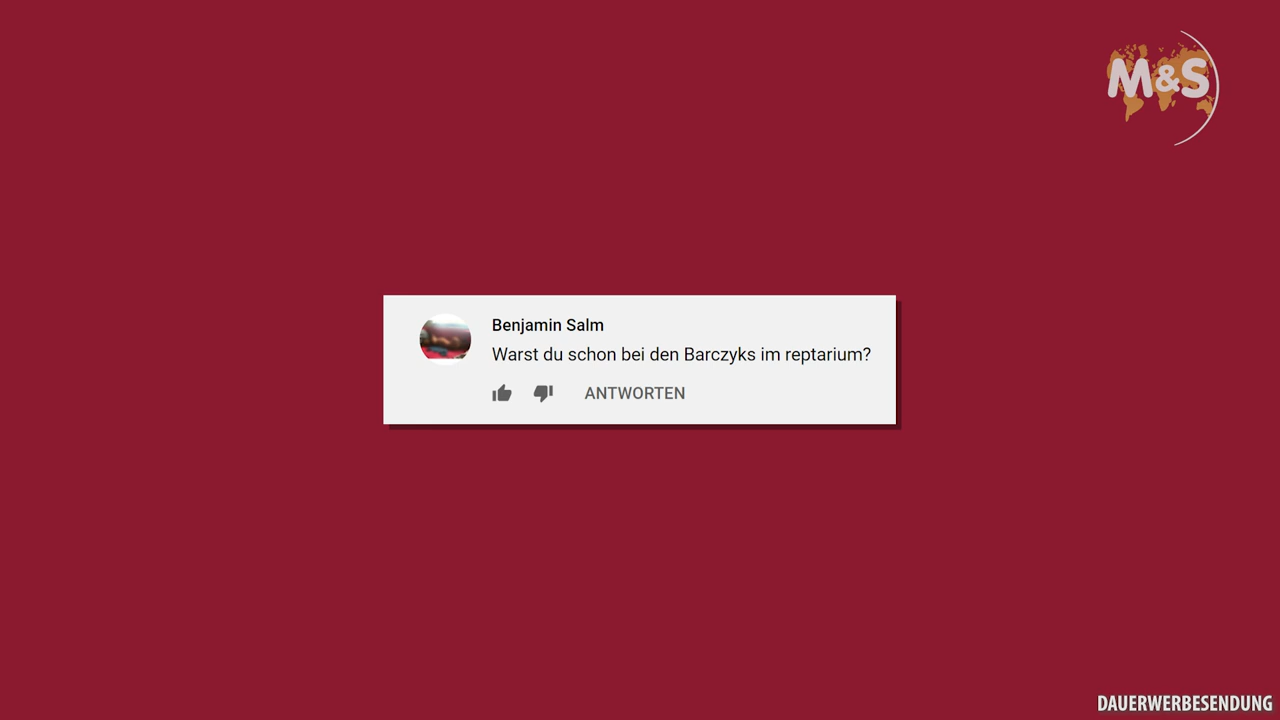 M&S
Benjamin Salm
Warst du schon bei den Barczyks im reptarium?
ANTWORTEN
DAUERWERBESENDUNG